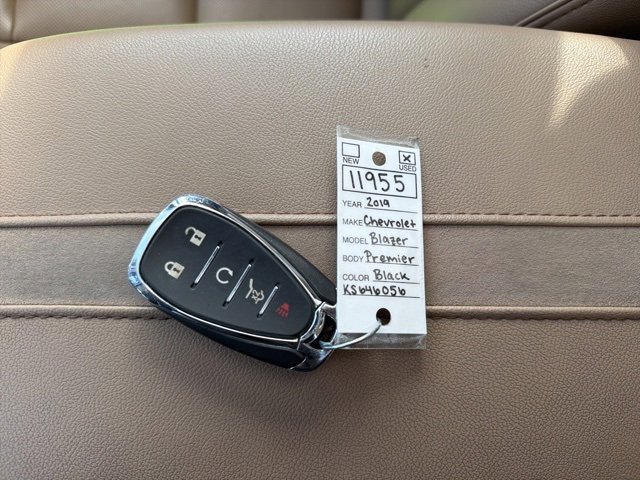 NEW USED
11955
YEAR 2019
MAKE Chevrolet
MODEL Blazer
BODY Premier
COLOR Black
KS646056